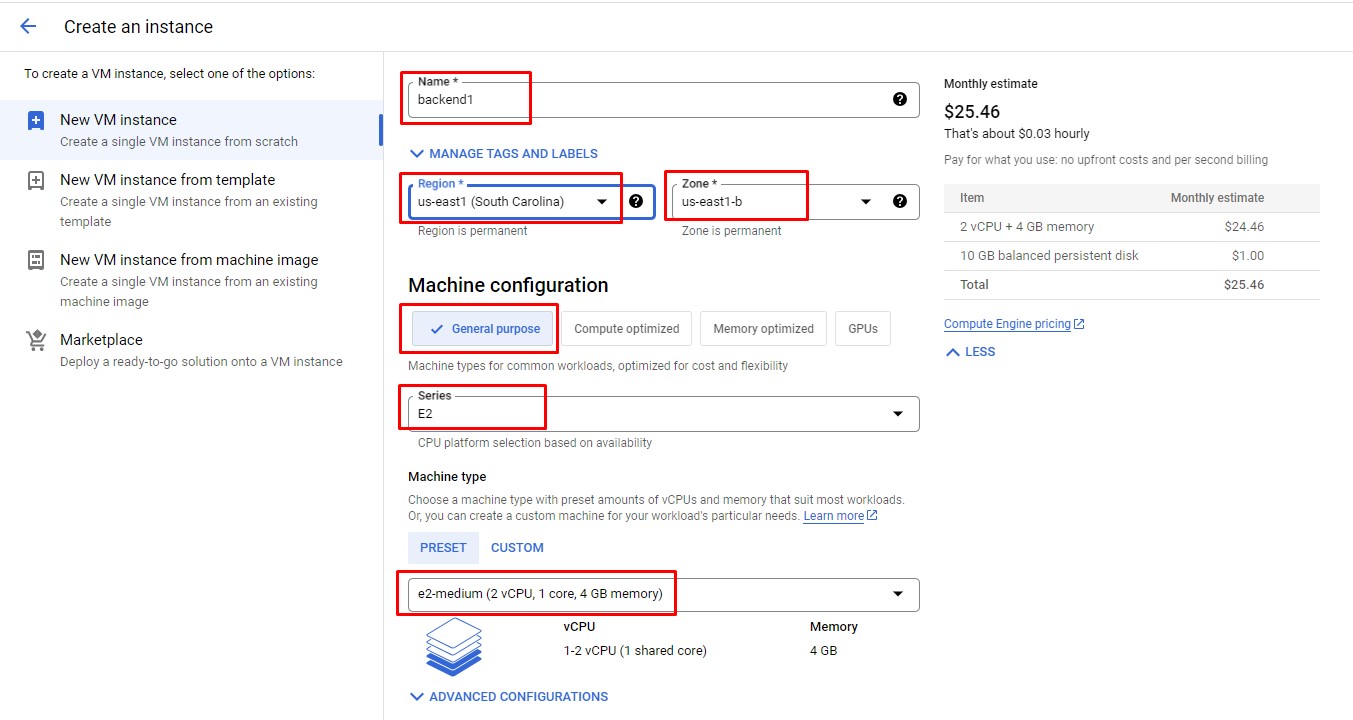 Create an instance
To create a VM instance, select one of the options:
New VM instance
Create a single VM instance from scratch
New VM instance from template
Create a single VM instance from an existing
template
New VM instance from machine image
Create a single VM instance from an existing
machine image
Marketplace
Deploy a ready-to-go solution onto a VM instance
Name *
backend1
MANAGE TAGS AND LABELS
Region *
us-east1 (South Carolina)
Region is permanent
Zone *
us-east1-b
Zone is permanent
Machine configuration
General purpose
Compute optimized
Memory optimized
GPUs
Machine types for common workloads, optimized for cost and flexibility
Series
E2
CPU platform selection based on availability
Machine type
Choose a machine type with preset amounts of vCPUs and memory that suit most workloads.
Or, you can create a custom machine for your workload's particular needs. Learn more
PRESET CUSTOM
e2-medium (2 vCPU, 1 core, 4 GB memory)
vCPU
1-2 vCPU (1 shared core)
Memory
4 GB
ADVANCED CONFIGURATIONS
Monthly estimate
$25.46
That's about $0.03 hourly
Pay for what you use: no upfront costs and per second billing
Item Monthly estimate
2 vCPU + 4 GB memory $24.46
10 GB balanced persistent disk $1.00
Total $25.46
Compute Engine pricing
LESS